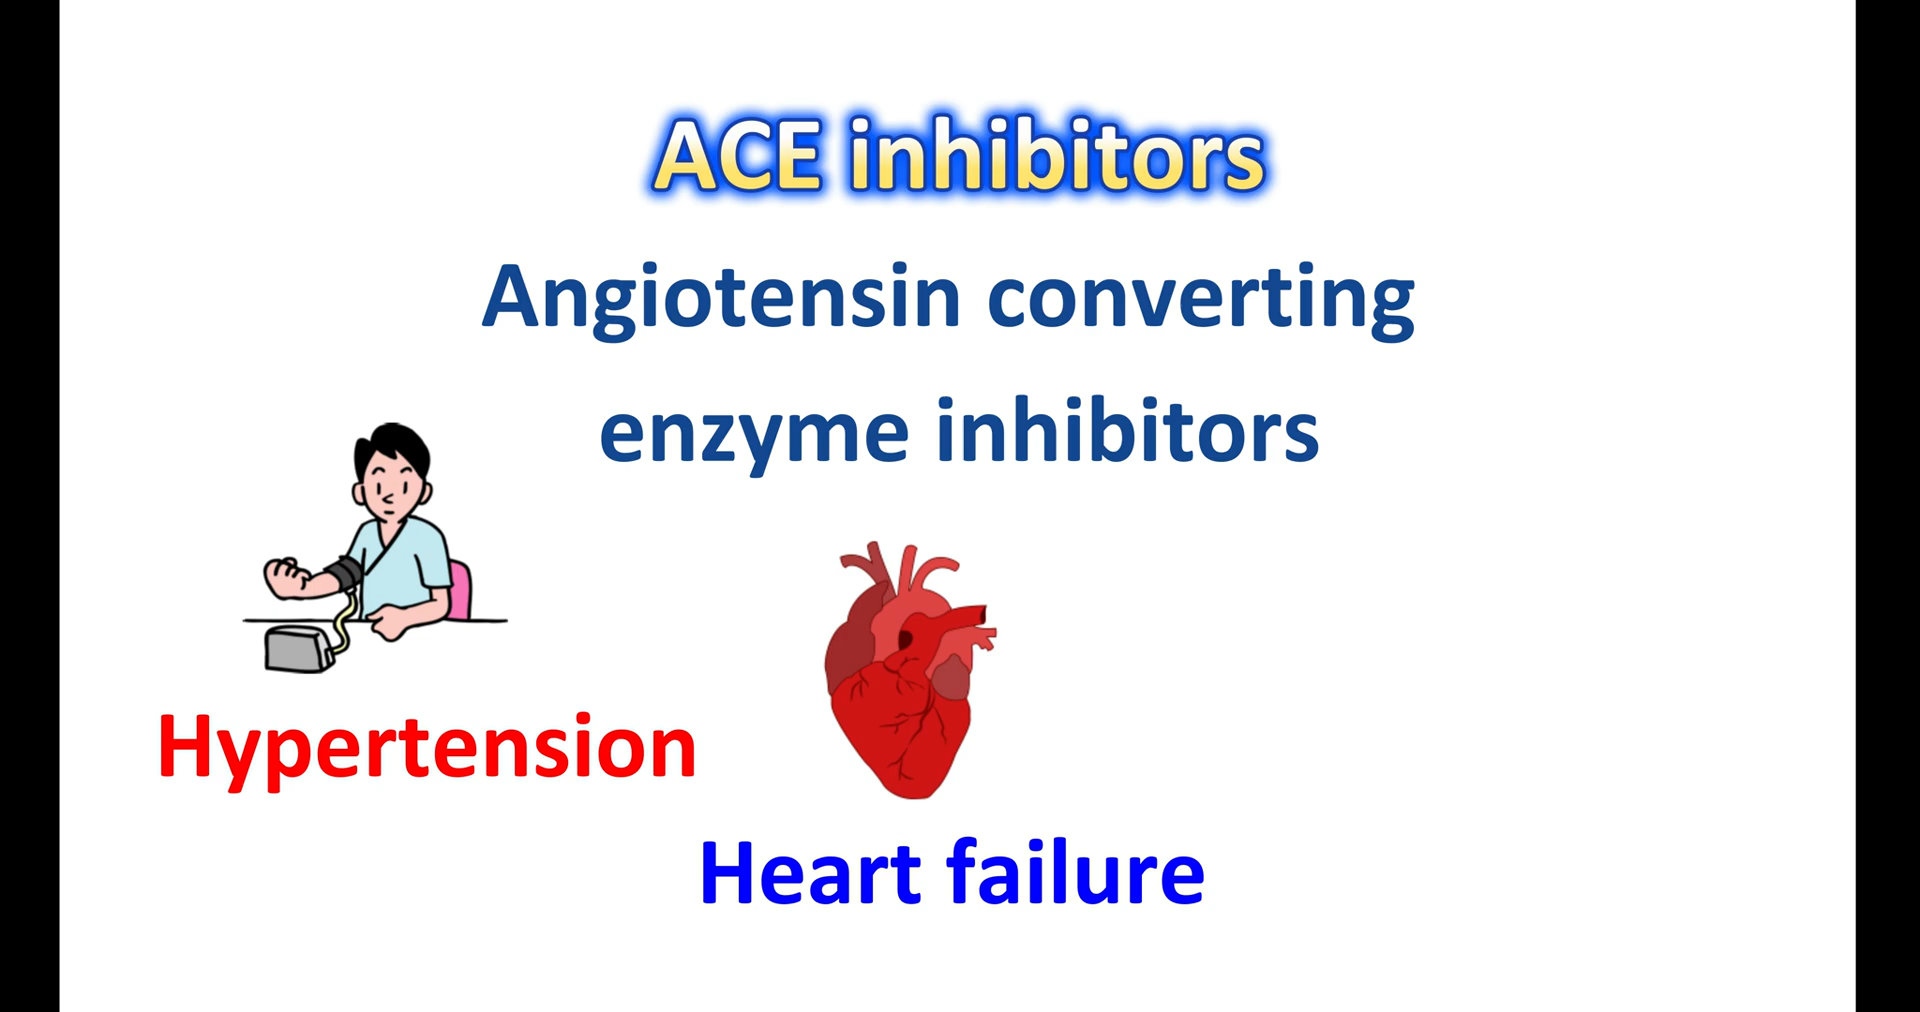 ACE inhibitors
Angiotensin converting
enzyme inhibitors
Hypertension
Heart failure